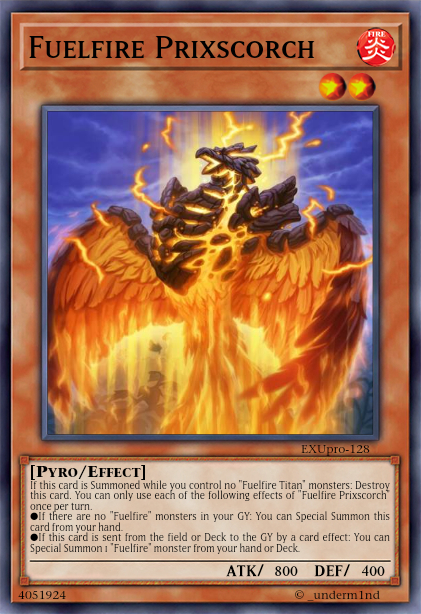 Fuelfire Prixscorch
FIRE
炎
EXUpro-128
[Pyro/Effect]
If this card is Summoned while you control no "Fuelfire Titan" monsters: Destroy
this card. You can only use each of the following effects of "Fuelfire Prixscorch"
once per turn.
●If there are no "Fuelfire" monsters in your GY: You can Special Summon this
card from your hand.
●If this card is sent from the field or Deck to the GY by a card effect: You can
Special Summon 1 "Fuelfire" monster from your hand or Deck.
ATK/ 800 DEF/ 400
4051924 © _underm1nd